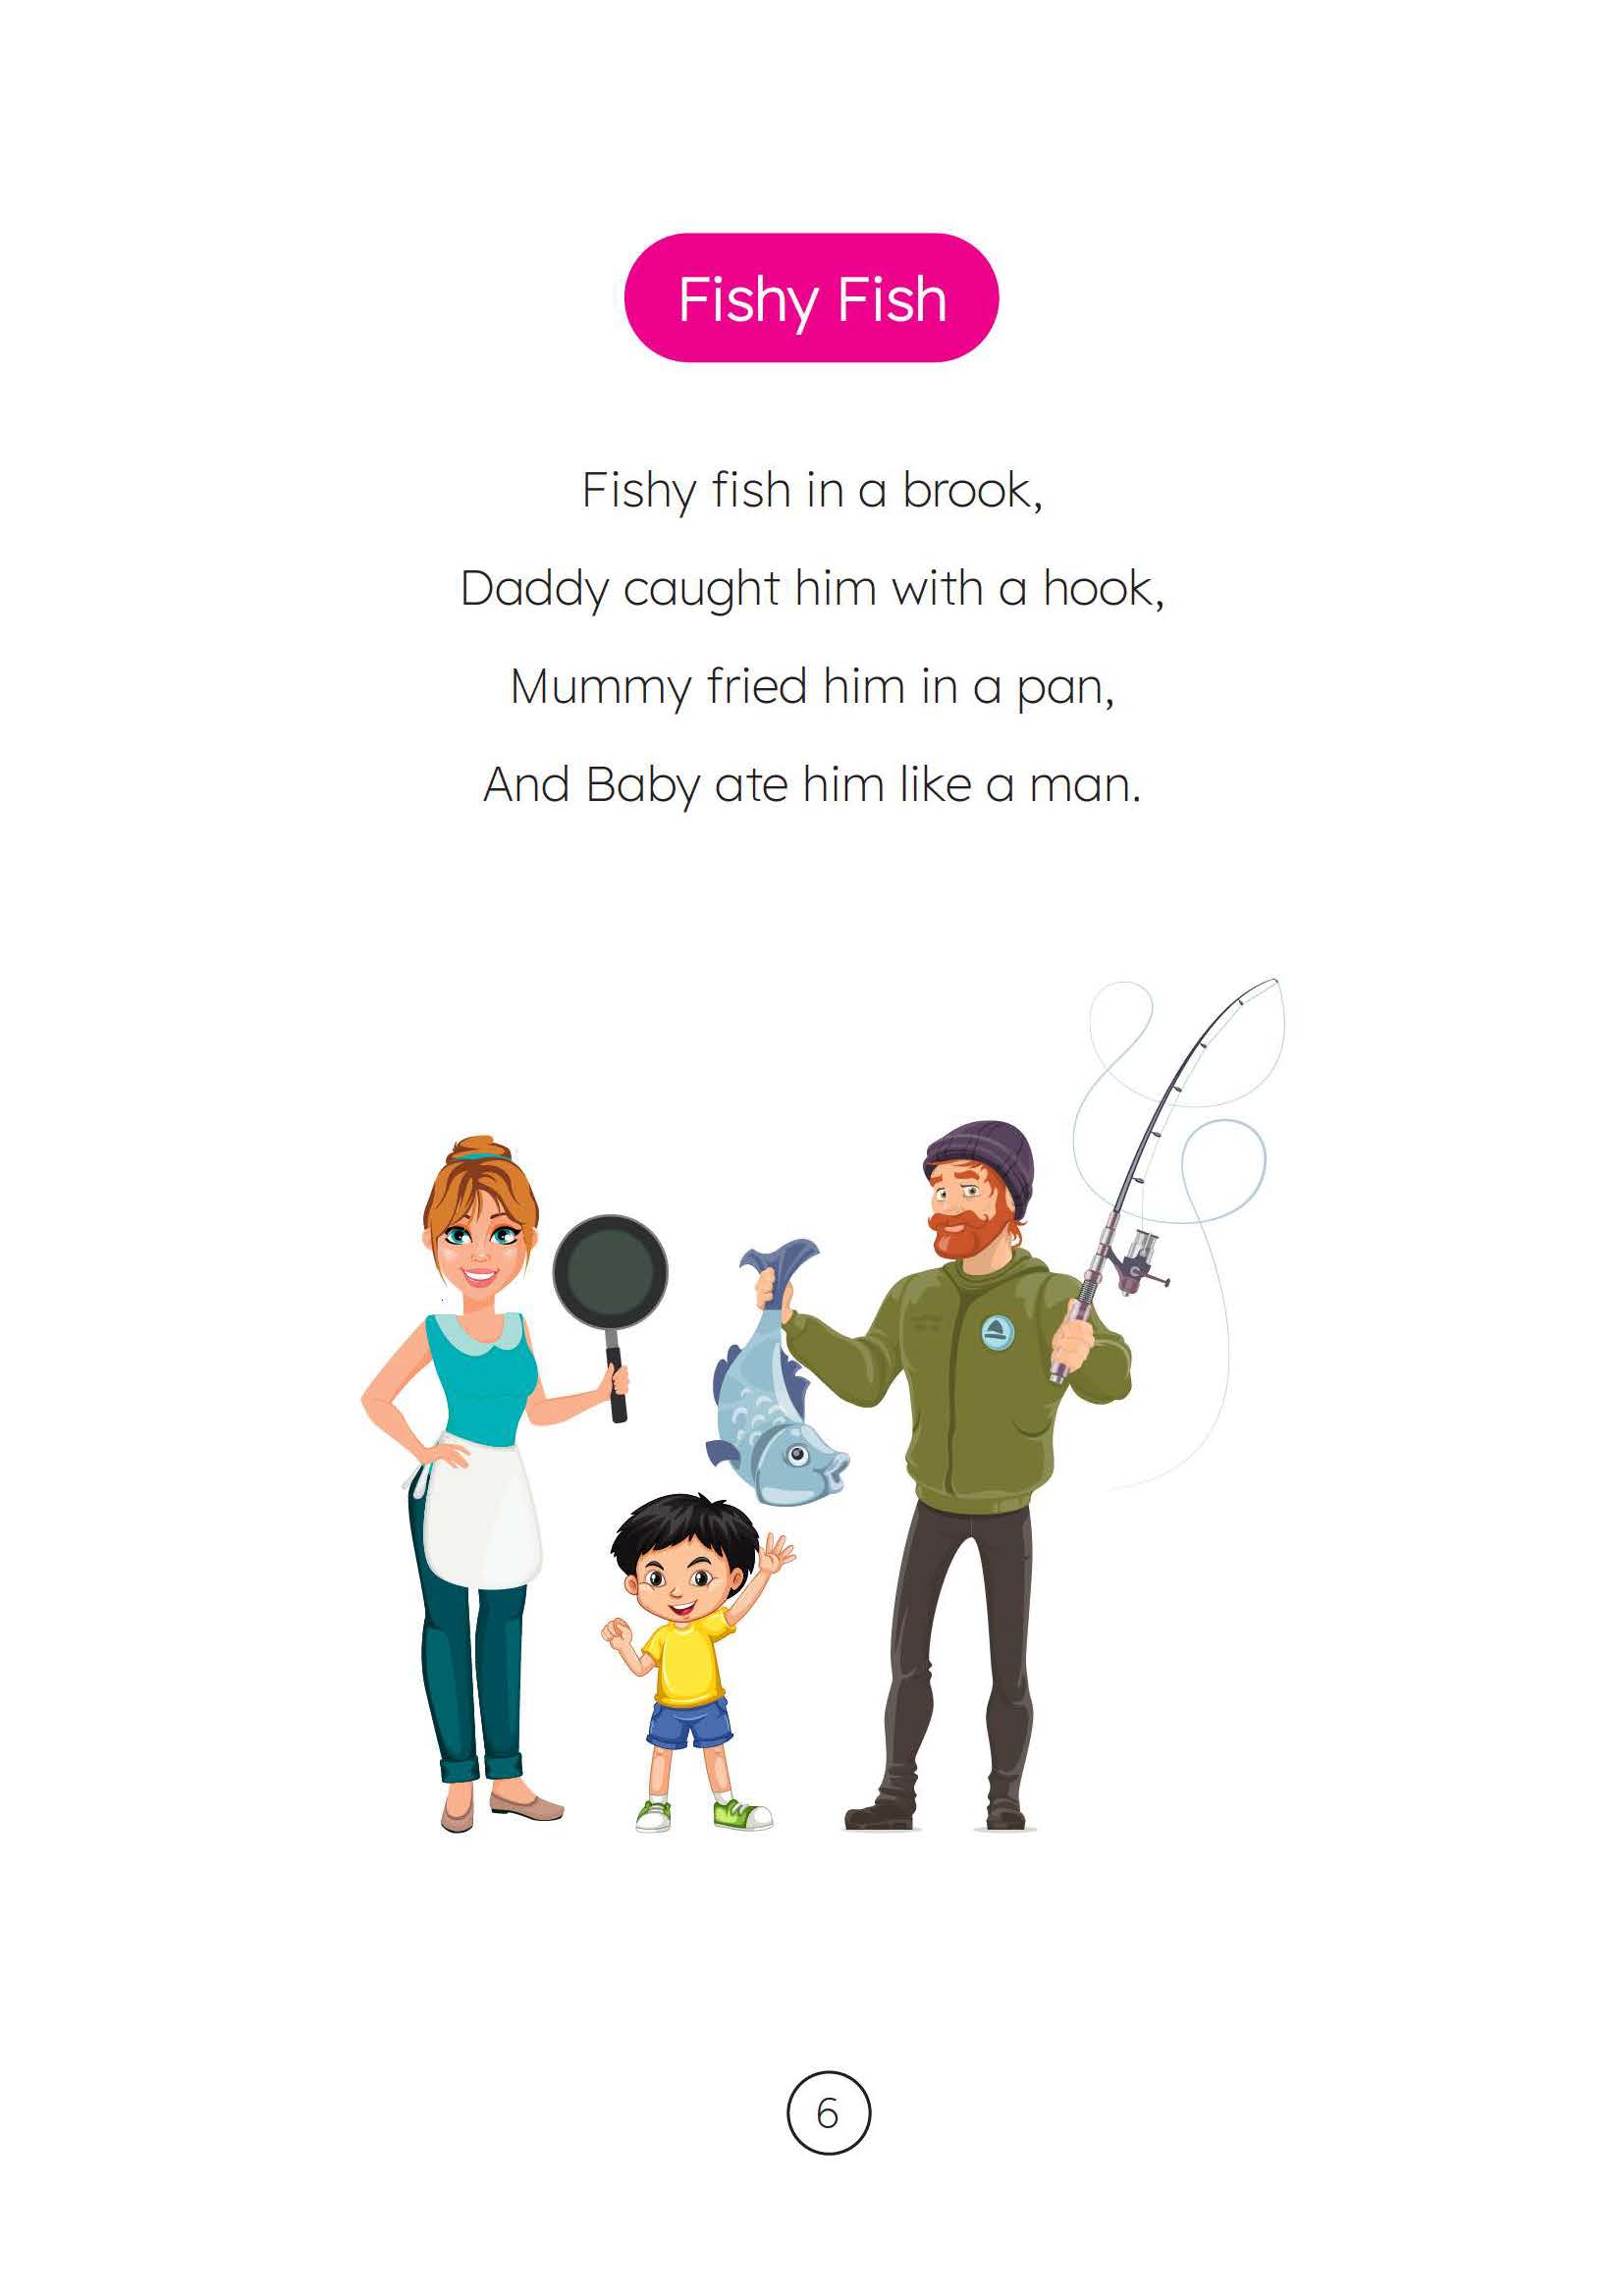 Fishy Fish
Fishy fish in a brook,
Daddy caught him with a hook,
Mummy fried him in a pan,
And Baby ate him like a man.
6